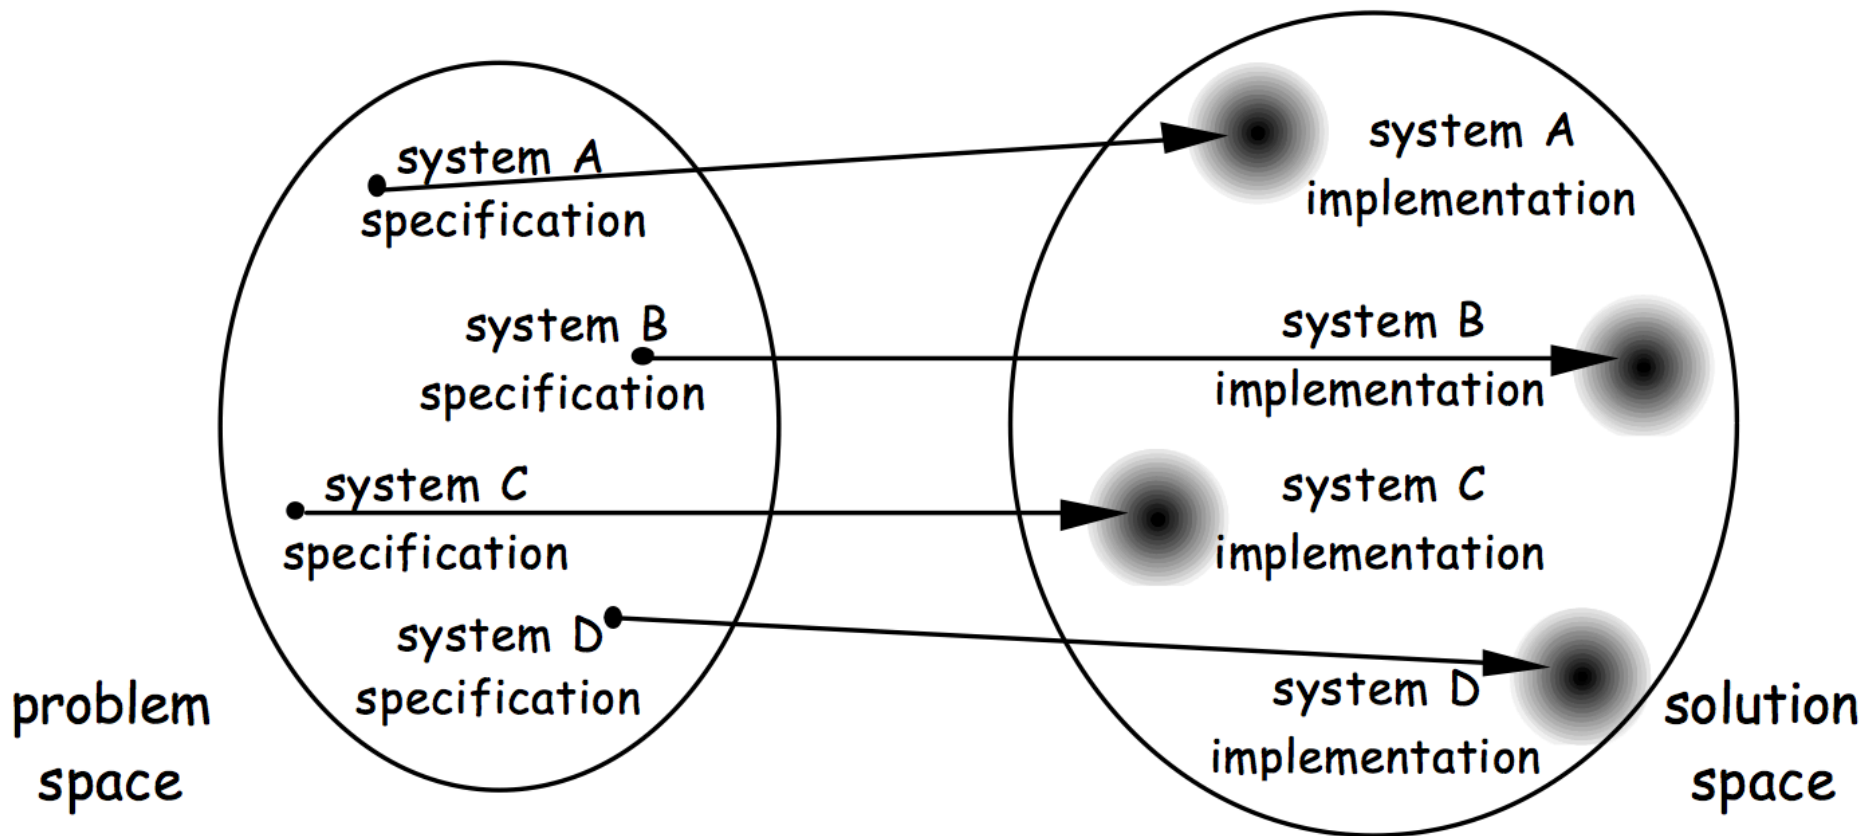 system A
specification
system B
specification
system C
specification
system D
specification
problem
space
system A
implementation
system B
implementation
system C
implementation
system D
implementation
solution
space